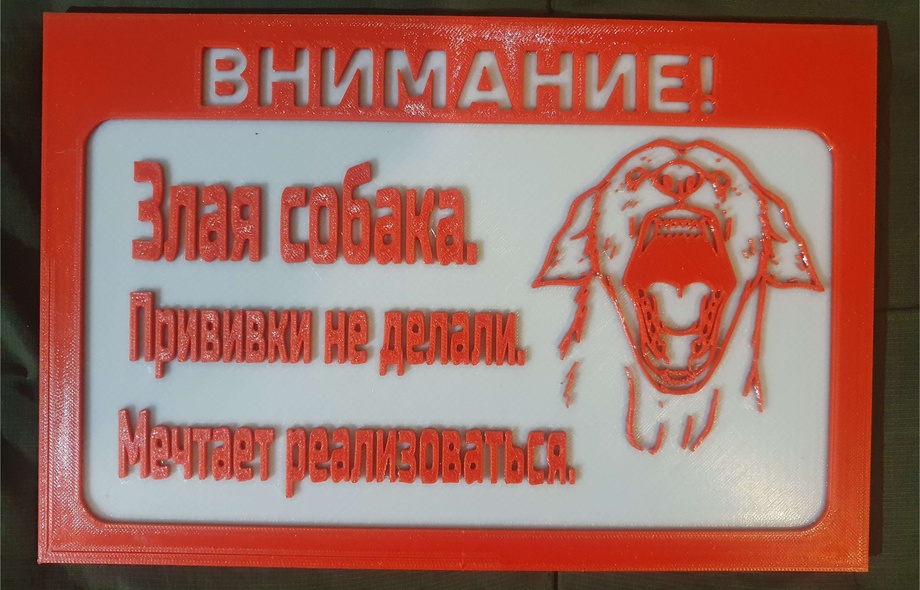 ВНИМАНИЕ!
Злая собака.
Прививки не делали.
Мечтает реализоваться.